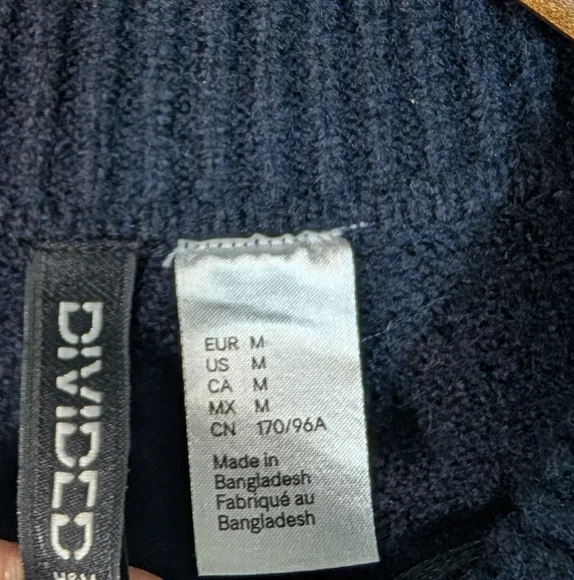 DIVIDED
H&M
EUR M
US M
CA M
MX M
CN 170/96A
Made in
Bangladesh
Fabriqué au
Bangladesh